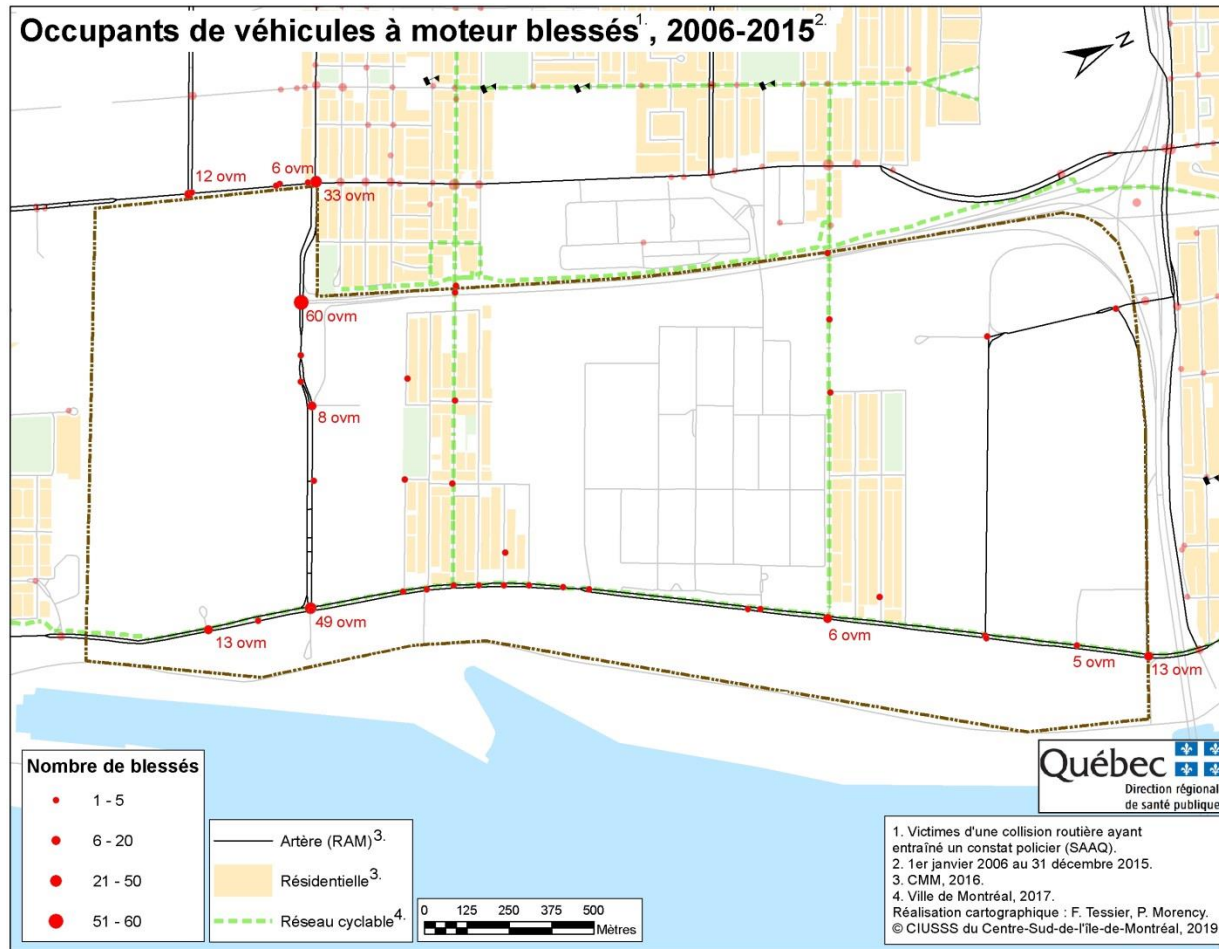 Occupants de véhicules à moteur blessés1., 2006-20152.
N
12 ovm
6 ovm
33 ovm
60 ovm
8 ovm
49 ovm
13 ovm
6 ovm
5 ovm
13 ovm
Nombre de blessés
1 - 5
6 - 20
21 - 50
51 - 60
Artère (RAM)3.
Résidentielle3.
Réseau cyclable4.
0 125 250 375 500
Mètres
Québec
Direction régional
de santé publique
1. Victimes d'une collision routière ayant
entraîné un constat policier (SAAQ).
2. 1er janvier 2006 au 31 décembre 2015.
3. CMM, 2016.
4. Ville de Montréal, 2017.
Réalisation cartographique : F. Tessier, P. Morency.
© CIUSSS du Centre-Sud-de-l'île-de-Montréal, 2019